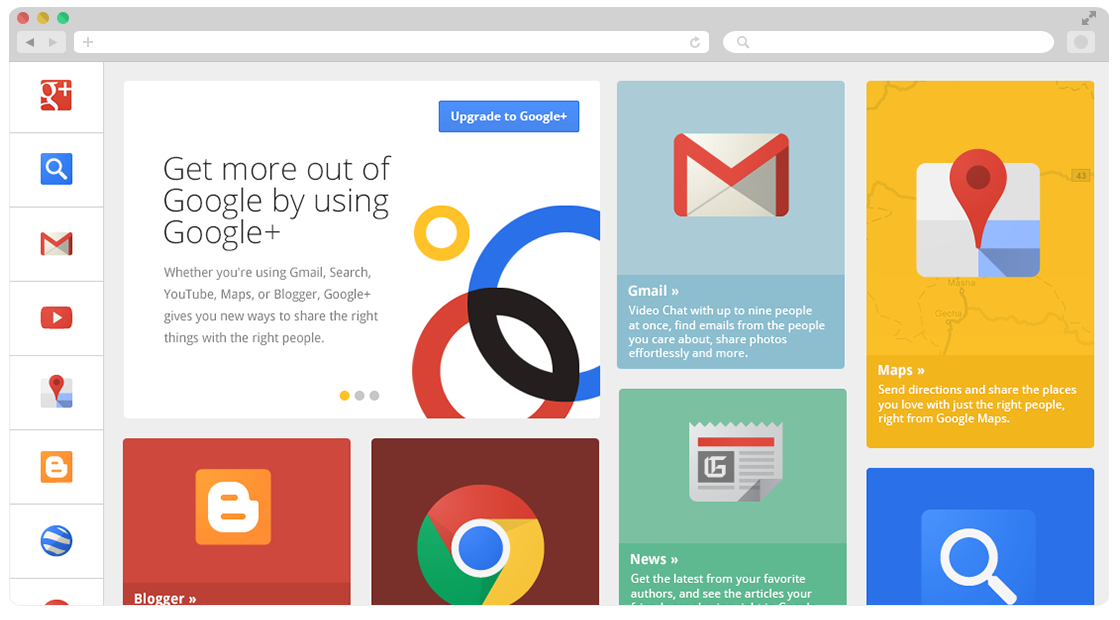 g+
Upgrade to Google+
Get more out of
Google by using
Google+
Whether you're using Gmail, Search,
YouTube, Maps, or Blogger, Google+
gives you new ways to share the right
things with the right people.
Gmail »
Video Chat with up to nine people
at once, find emails from the people
you care about, share photos
effortlessly and more.
43
Masha
Gecha
Maps »
Send directions and share the places
you love with just the right people,
right from Google Maps.
G
News »
Get the latest from your favorite
authors, and see the articles your
Blogger »